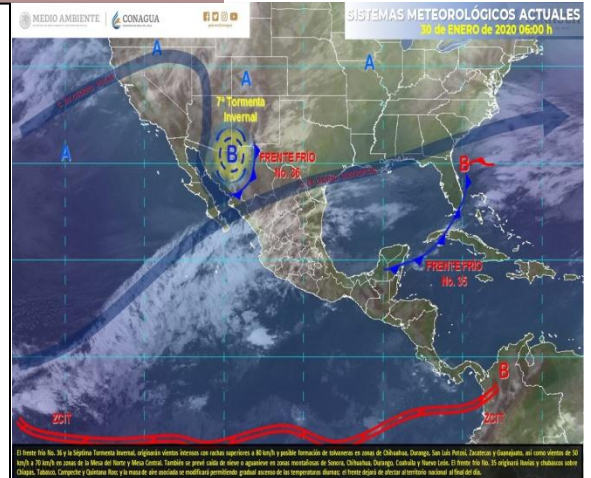 MEDIO AMBIENTE
CONAGUA
SISTEMAS METEOROLÓGICOS ACTUALES
30 de ENERO de 2020 06:00 h
A
A
A
A
7ª Tormenta
Invernal
B
FRENTE FRÍO
No. 36
B
FRENTE FRÍO
No. 35
B
ZCIT
ZCIT
El frente frío No. 36 y la Séptima Tormenta Invernal, originarán vientos intensos con rachas superiores a 80 km/h y posible formación de tolvaneras en zonas de Chihuahua, Durango, San Luis Potosí, Zacatecas y Guanajuato, así como vientos de 50
km/h a 70 km/h en zonas de la Mesa del Norte y Mesa Central. También se prevé caída de nieve o aguanieve en zonas montañosas de Sonora, Chihuahua, Durango, Coahuila y Nuevo León. El frente frío No. 35 originará lluvias y chubascos sobre
Chiapas, Tabasco, Campeche y Quintana Roo; y la masa de aire asociada se modificará permitiendo gradual ascenso de las temperaturas diurnas; el frente dejará de afectar al territorio nacional al final del día.